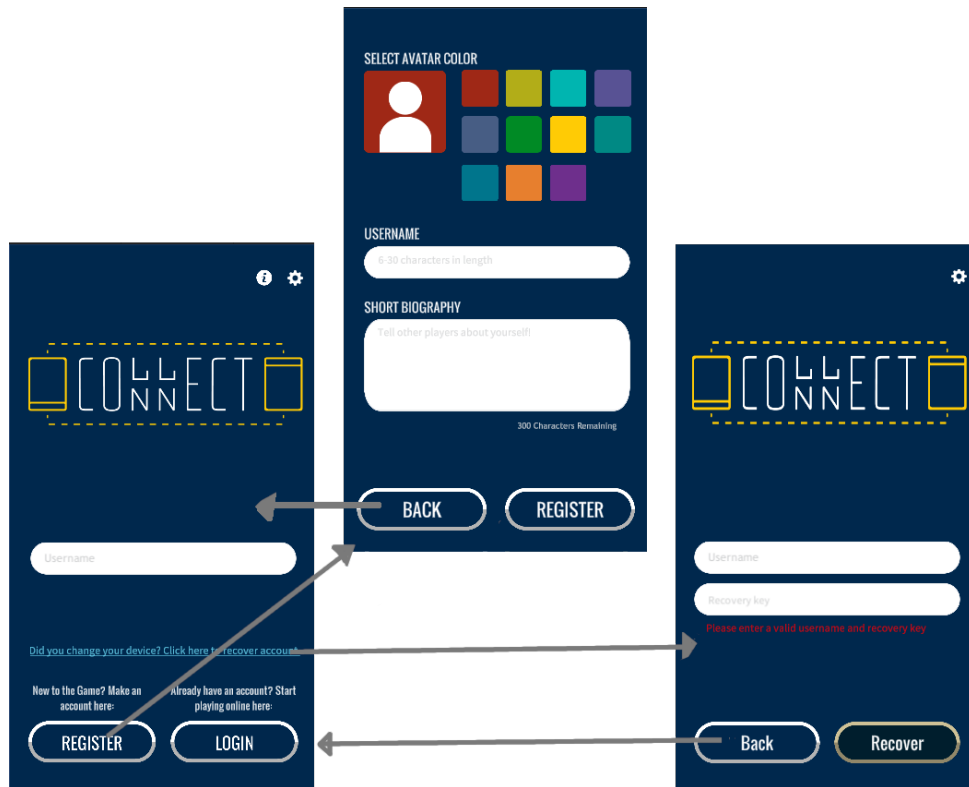 i
COLLNNECT
Username
Did you change your device? Click here to recover account.
New to the Game? Make an
account here:
Already have an account? Start
playing online here:
REGISTER
LOGIN
SELECT AVATAR COLOR
USERNAME
6-30 characters in length
SHORT BIOGRAPHY
Tell other players about yourself!
300 Characters Remaining
BACK
REGISTER
COLLNNECT
Username
Recovery key
Please enter a valid username and recovery key
Back
Recover